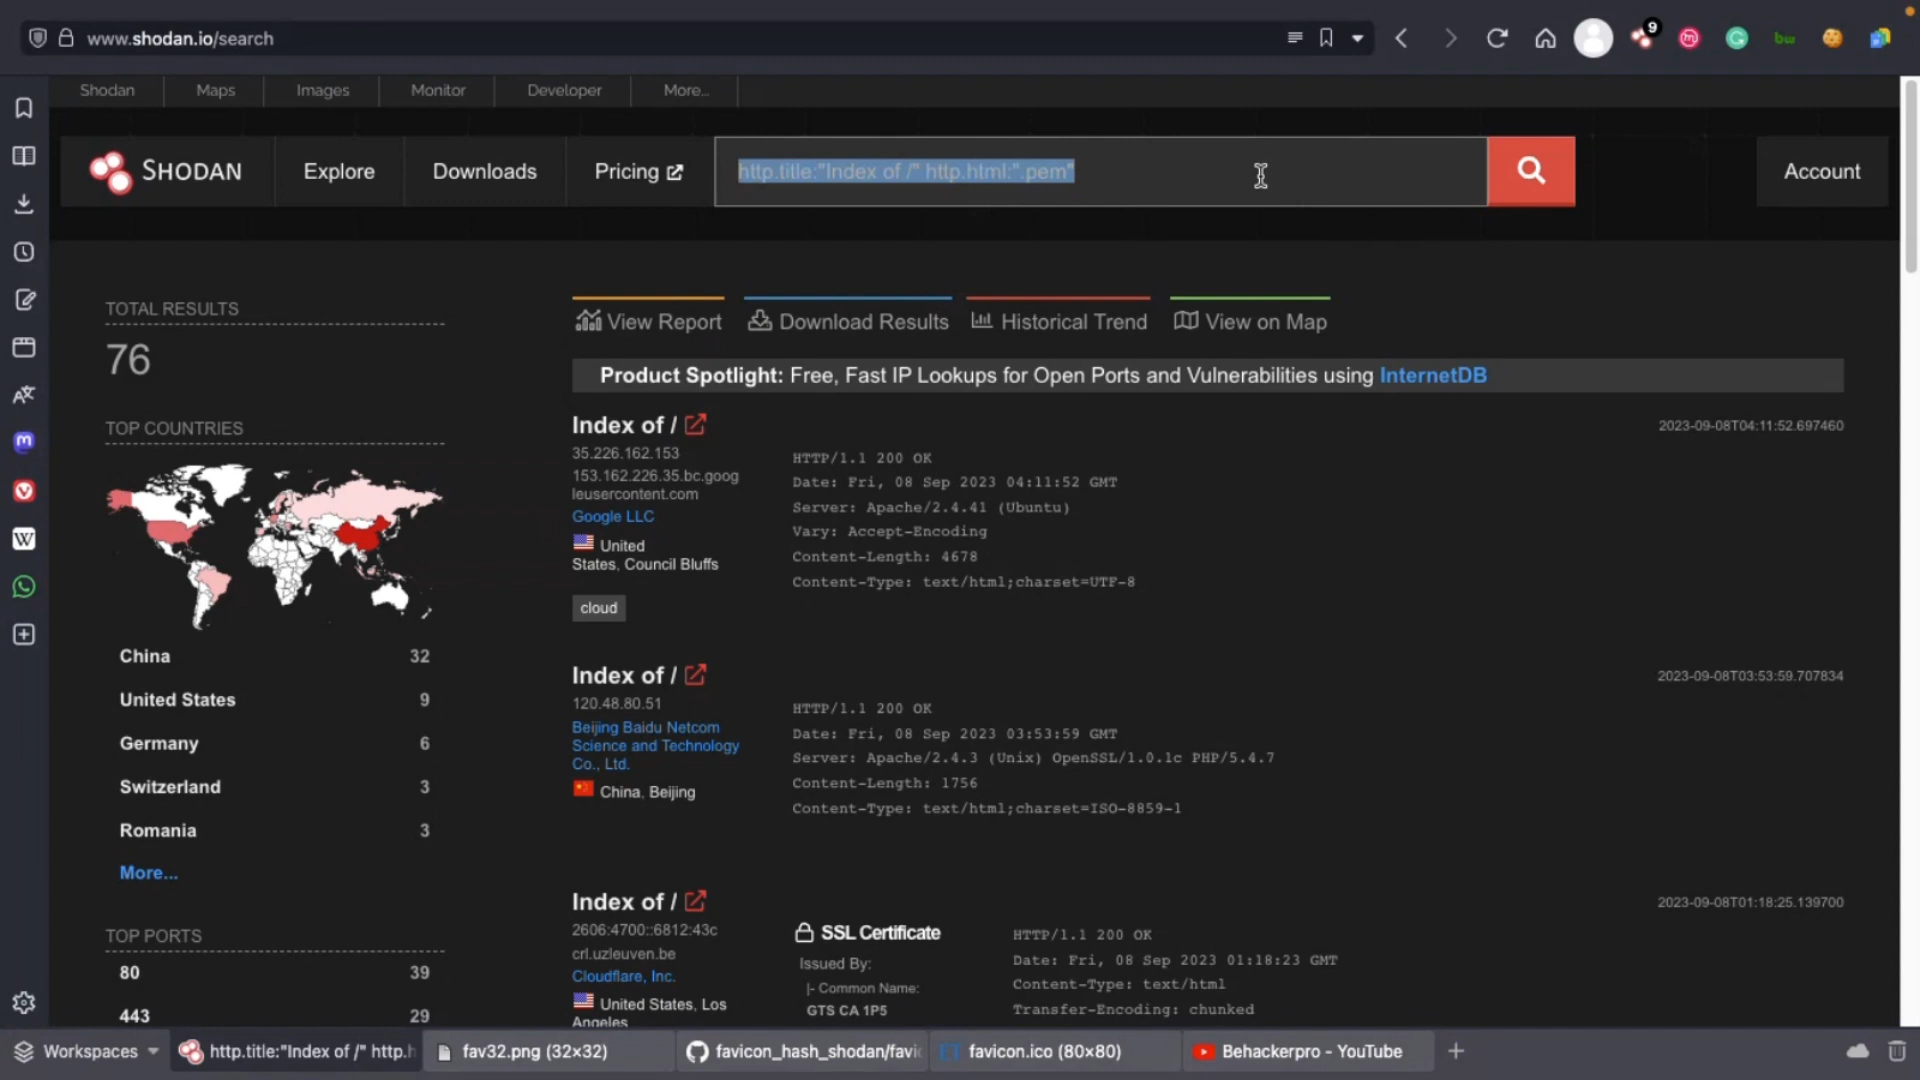 www.shodan.io/search
9
bw
Shodan
Maps
Images
Monitor
Developer
More...
SHODAN
Explore
Downloads
Pricing
http.title:"Index of /" http.html:".pem"
Account
TOTAL RESULTS
76
TOP COUNTRIES
China 32
United States 9
Germany 6
Switzerland 3
Romania 3
More...
TOP PORTS
80 39
443 29
View Report
Download Results
Historical Trend
View on Map
Product Spotlight: Free, Fast IP Lookups for Open Ports and Vulnerabilities using InternetDB
Index of /
2023-09-08T04:11:52.697460
35.226.162.153
153.162.226.35.bc.goog
leusercontent.com
Google LLC
United
States, Council Bluffs
cloud
HTTP/1.1 200 OK
Date: Fri, 08 Sep 2023 04:11:52 GMT
Server: Apache/2.4.41 (Ubuntu)
Vary: Accept-Encoding
Content-Length: 4678
Content-Type: text/html;charset=UTF-8
Index of /
2023-09-08T03:53:59.707834
120.48.80.51
Beijing Baidu Netcom
Science and Technology
Co., Ltd.
China, Beijing
HTTP/1.1 200 OK
Date: Fri, 08 Sep 2023 03:53:59 GMT
Server: Apache/2.4.3 (Unix) OpenSSL/1.0.1c PHP/5.4.7
Content-Length: 1756
Content-Type: text/html;charset=ISO-8859-1
Index of /
2023-09-08T01:18:25.139700
2606:4700::6812:43c
crl.uzleuven.be
Cloudflare, Inc.
United States, Los
Angeles
SSL Certificate
Issued By:
|- Common Name:
GTS CA 1P5
HTTP/1.1 200 OK
Date: Fri, 08 Sep 2023 01:18:23 GMT
Content-Type: text/html
Transfer-Encoding: chunked
Workspaces
http.title:"Index of /" http.h
fav32.png (32×32)
favicon_hash_shodan/favic
ET
favicon.ico (80×80)
Behackerpro - YouTube